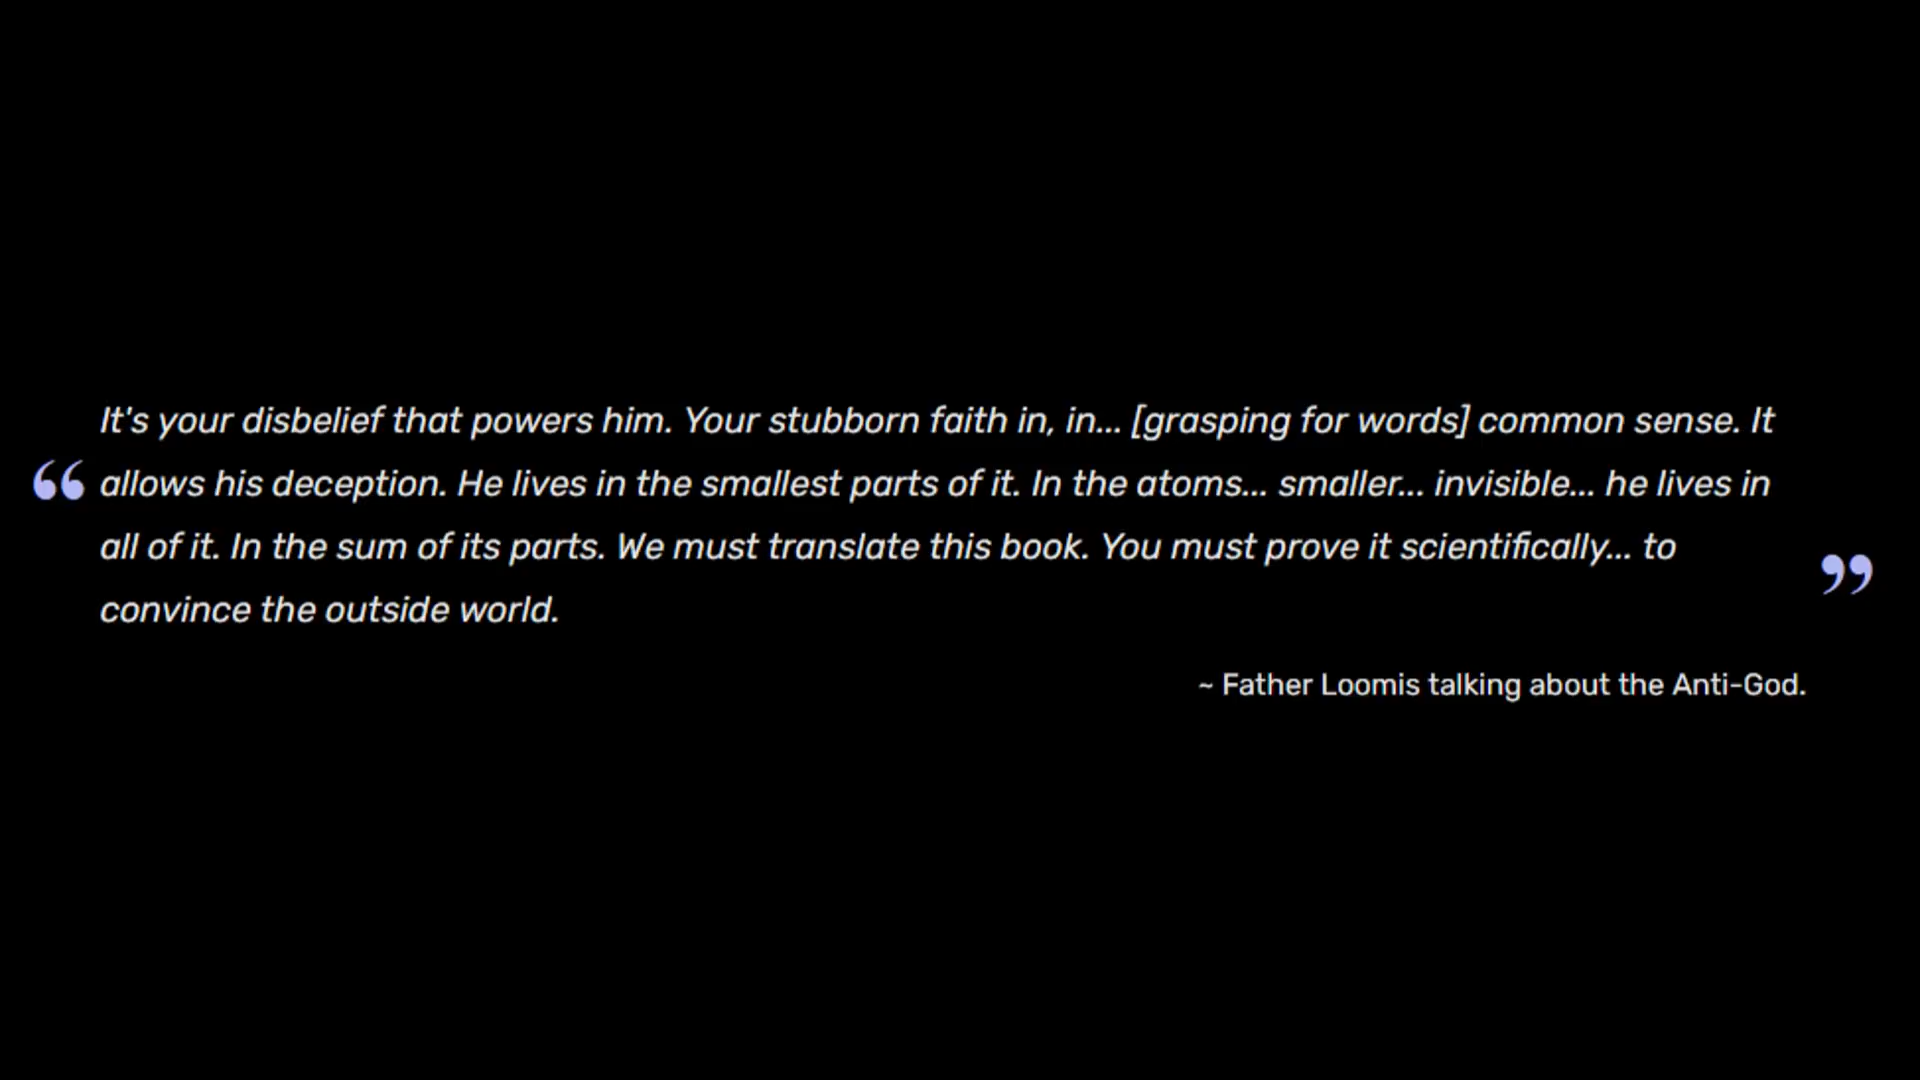 “It's your disbelief that powers him. Your stubborn faith in, in... [grasping for words] common sense. It
allows his deception. He lives in the smallest parts of it. In the atoms... smaller... invisible... he lives in
all of it. In the sum of its parts. We must translate this book. You must prove it scientifically... to
convince the outside world.”
~ Father Loomis talking about the Anti-God.